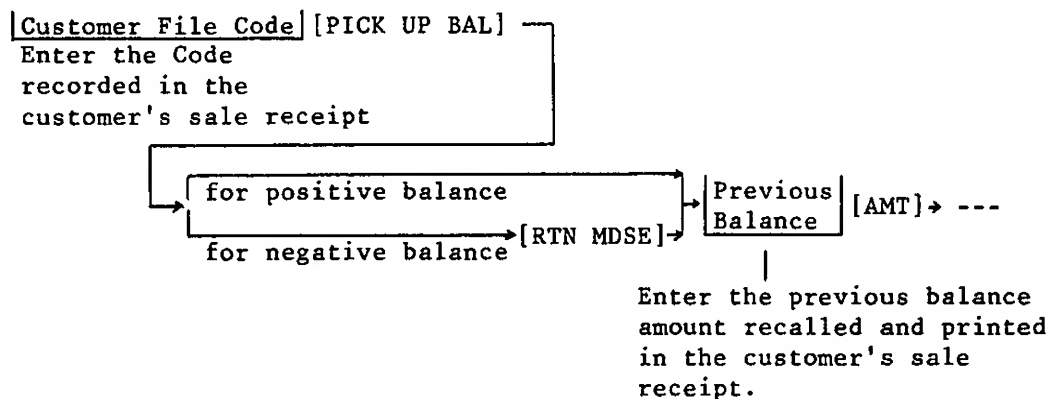 Customer File Code [PICK UP BAL]
Enter the Code
recorded in the
customer's sale receipt
for positive balance
for negative balance
[RTN MDSE]
Previous
Balance
[AMT] → ---
Enter the previous balance
amount recalled and printed
in the customer's sale
receipt.